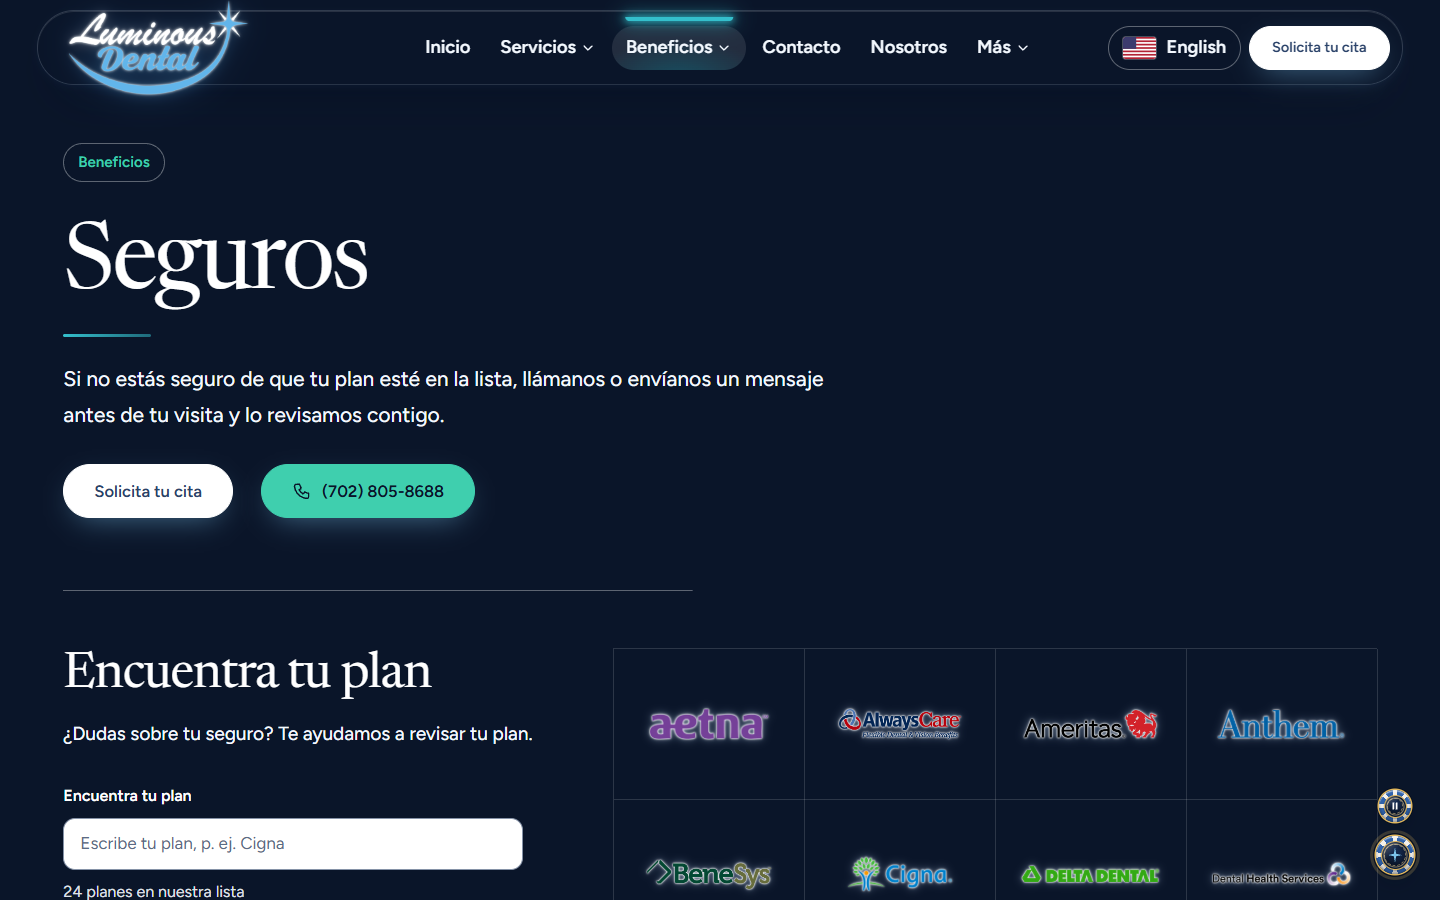 Luminous
Dental
Inicio
Servicios
Beneficios
Contacto
Nosotros
Más
English
Solicita tu cita
Beneficios
Seguros
Si no estás seguro de que tu plan esté en la lista, llámanos o envíanos un mensaje
antes de tu visita y lo revisamos contigo.
Solicita tu cita
(702) 805-8688
Encuentra tu plan
¿Dudas sobre tu seguro? Te ayudamos a revisar tu plan.
Encuentra tu plan
Escribe tu plan, p. ej. Cigna
24 planes en nuestra lista
aetna
AlwaysCare
Flexible Dental & Vision Benefits
Ameritas
Anthem
BeneSys
Cigna
DELTA DENTAL
Dental Health Services